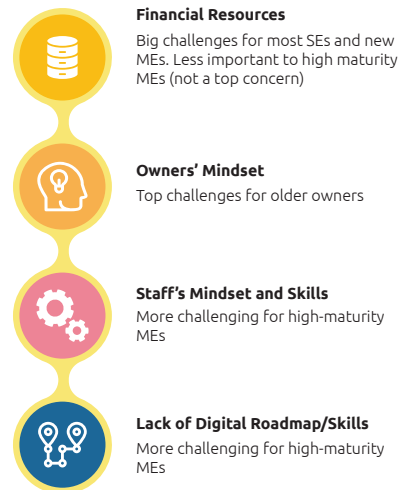 Financial Resources
Big challenges for most SEs and new
MEs. Less important to high maturity
MEs (not a top concern)
Owners' Mindset
Top challenges for older owners
Staff's Mindset and Skills
More challenging for high-maturity
MEs
Lack of Digital Roadmap/Skills
More challenging for high-maturity
MEs